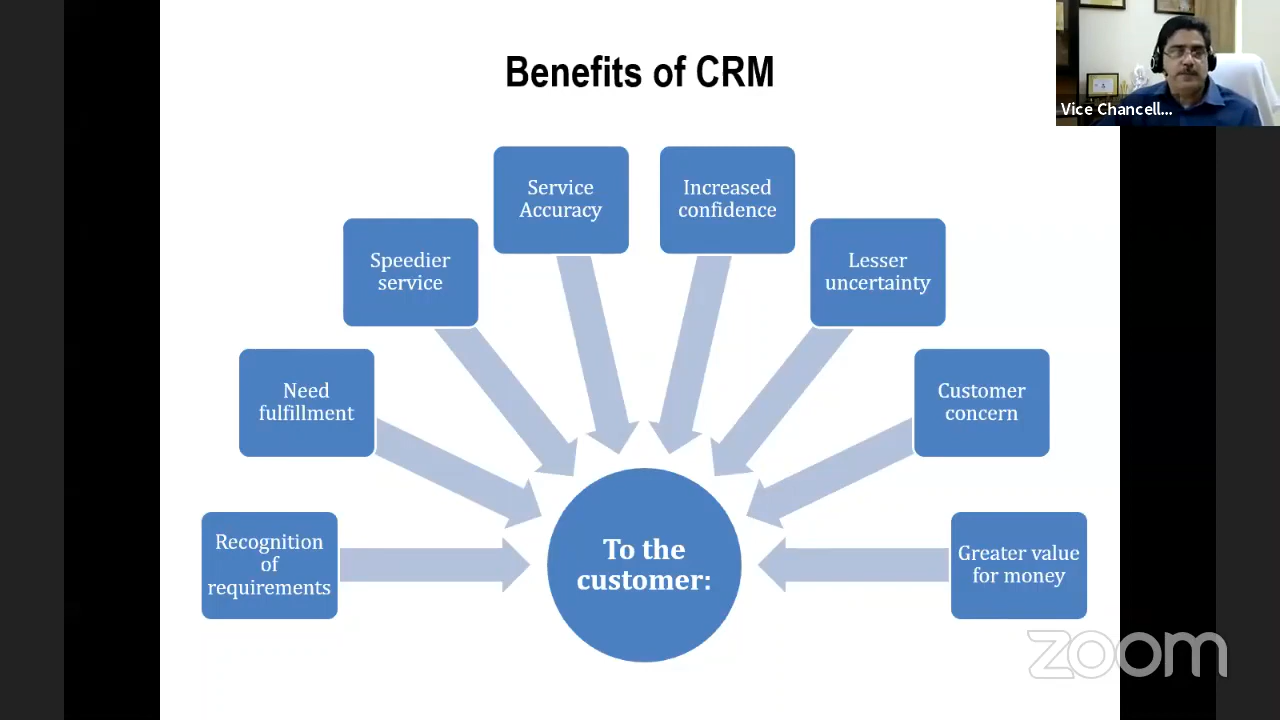 Benefits of CRM
Vice Chancell...
Service
Accuracy
Increased
confidence
Speedier
service
Lesser
uncertainty
Need
fulfillment
Customer
concern
Recognition
of
requirements
To the
customer:
Greater value
for money
zoom